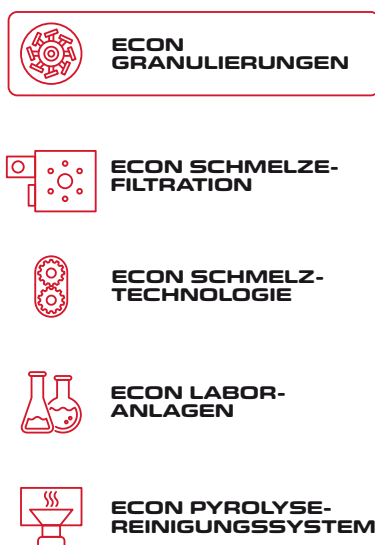 ECON
GRANULIERUNGEN
ECON SCHMELZE-
FILTRATION
ECON SCHMELZ-
TECHNOLOGIE
ECON LABOR-
ANLAGEN
ECON PYROLYSE-
REINIGUNGSSYSTEM